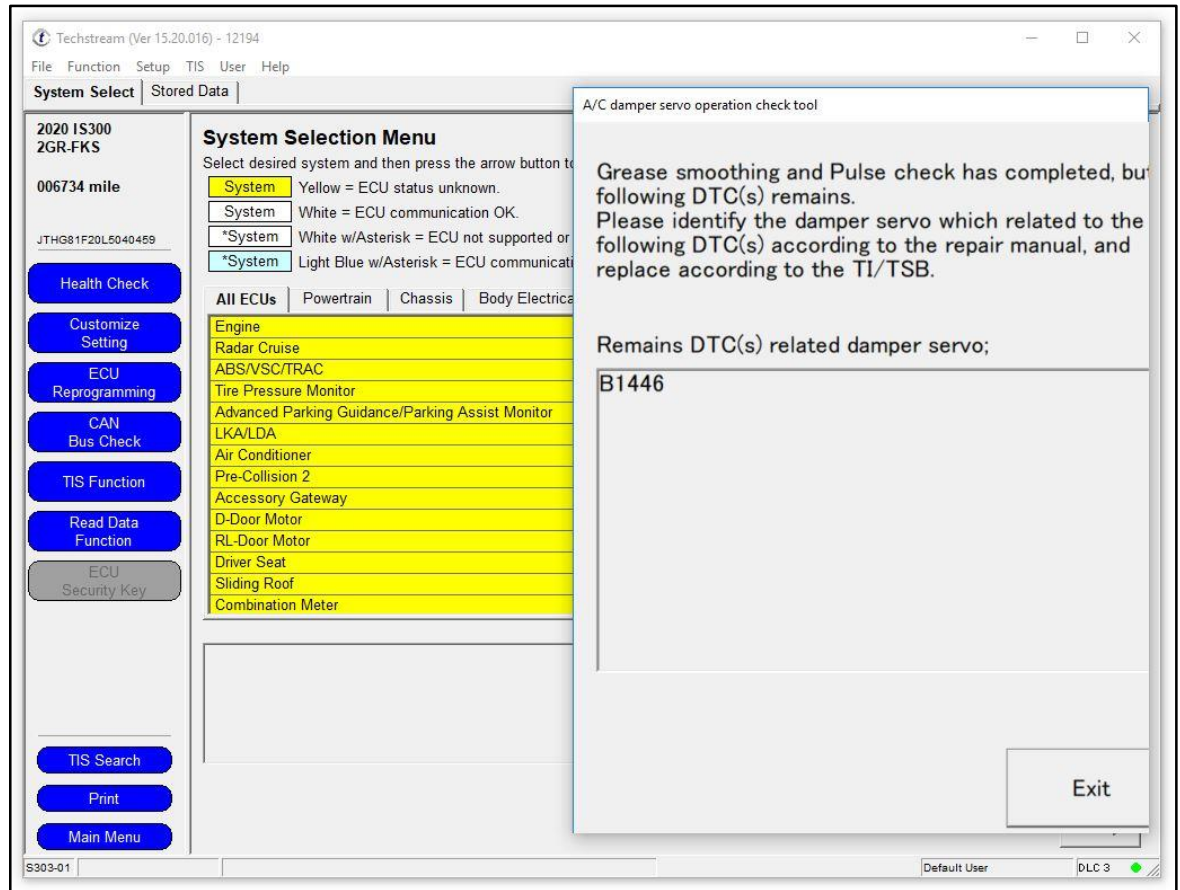 Techstream (Ver 15.20.016) - 12194
File Function Setup TIS User Help
System Select Stored Data
2020 IS300
2GR-FKS
006734 mile
JTHG81F20L5040459
Health Check
Customize
Setting
ECU
Reprogramming
CAN
Bus Check
TIS Function
Read Data
Function
ECU
Security Key
TIS Search
Print
Main Menu
System Selection Menu
Select desired system and then press the arrow button to
System Yellow = ECU status unknown.
System White = ECU communication OK.
*System White w/Asterisk = ECU not supported or
*System Light Blue w/Asterisk = ECU communicati
All ECUs Powertrain Chassis Body Electrica
Engine
Radar Cruise
ABS/VSC/TRAC
Tire Pressure Monitor
Advanced Parking Guidance/Parking Assist Monitor
LKA/LDA
Air Conditioner
Pre-Collision 2
Accessory Gateway
D-Door Motor
RL-Door Motor
Driver Seat
Sliding Roof
Combination Meter
A/C damper servo operation check tool
Grease smoothing and Pulse check has completed, but
following DTC(s) remains.
Please identify the damper servo which related to the
following DTC(s) according to the repair manual, and
replace according to the TI/TSB.
Remains DTC(s) related damper servo;
B1446
Exit
S303-01
Default User
DLC 3